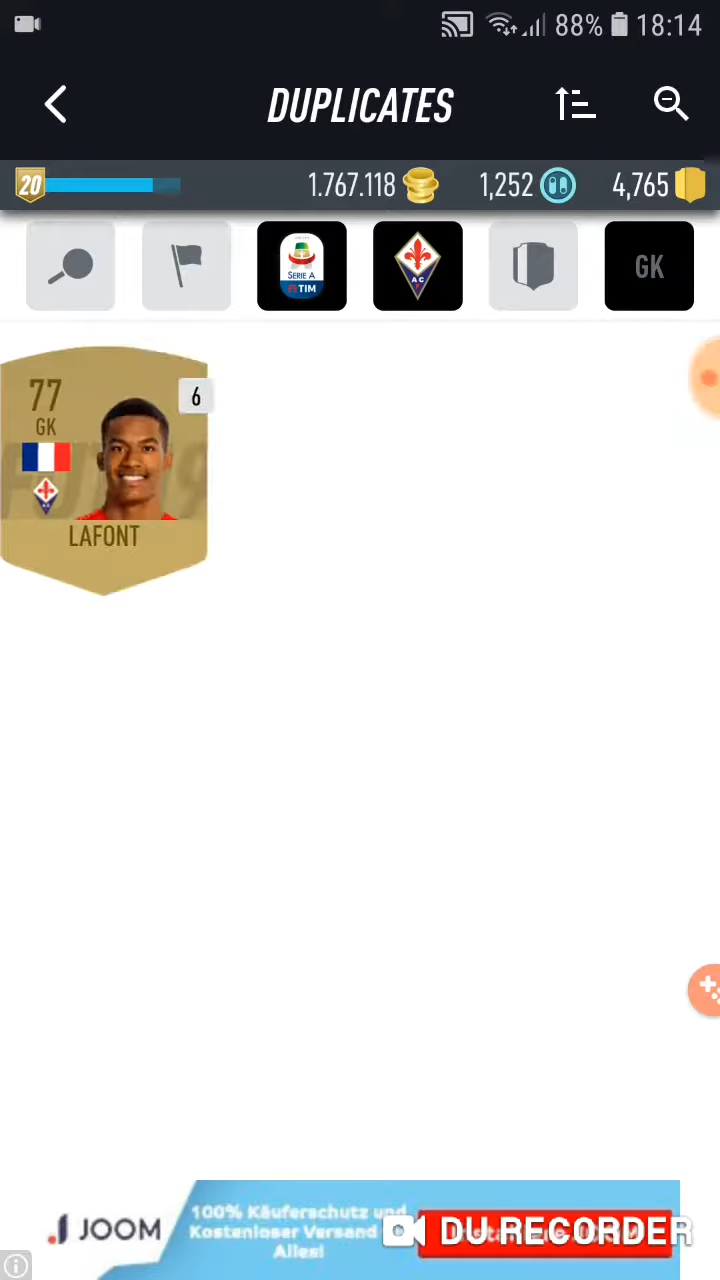 88% 18:14
DUPLICATES
20 1.767.118 1,252 4,765
SERIE A
TIM
AC
GK
77
6
GK
LAFONT
JOOM
100% Käuferschutz und
Kostenloser Versand
Alles!
DU RECORDER